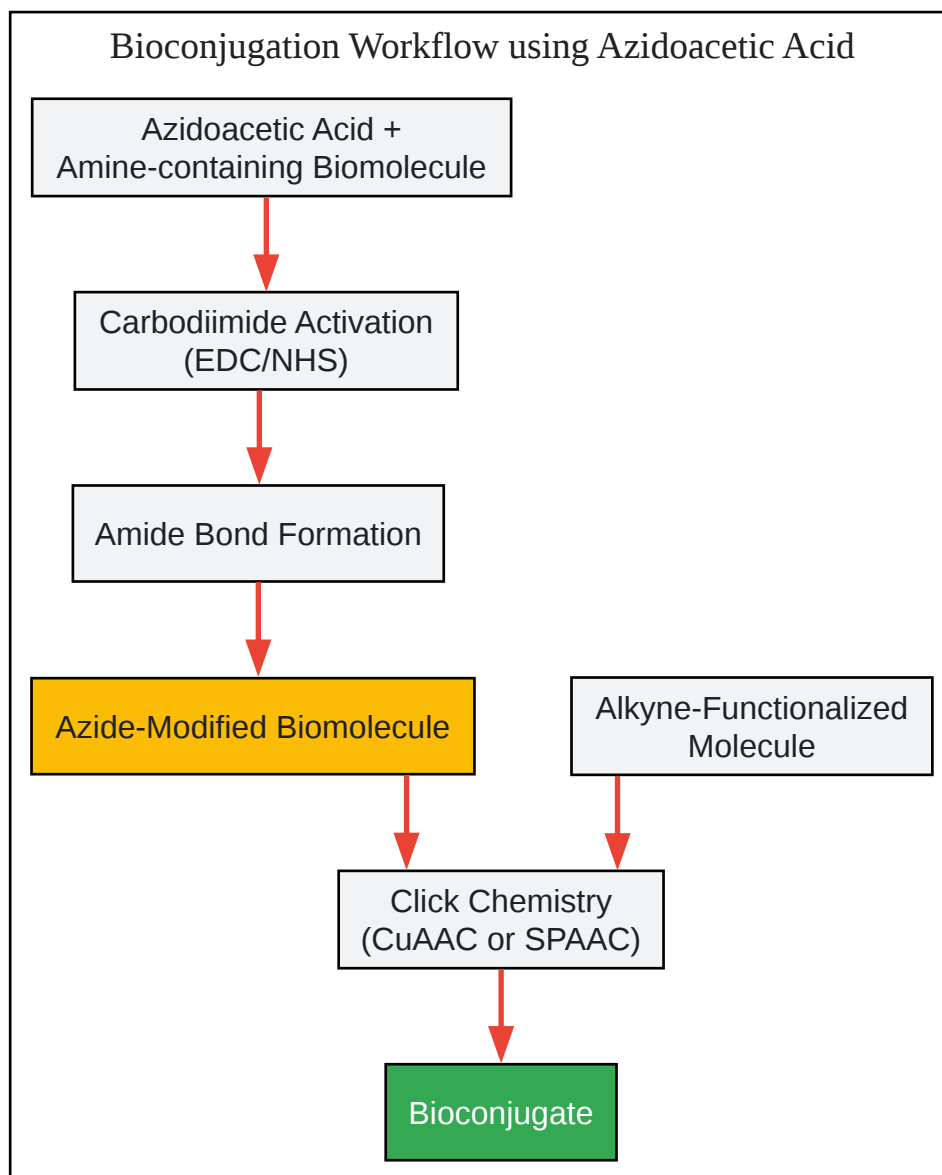 Bioconjugation Workflow using Azidoacetic Acid
Azidoacetic Acid +
Amine-containing Biomolecule
Carbodiimide Activation
(EDC/NHS)
Amide Bond Formation
Azide-Modified Biomolecule
Alkyne-Functionalized
Molecule
Click Chemistry
(CuAAC or SPAAC)
Bioconjugate